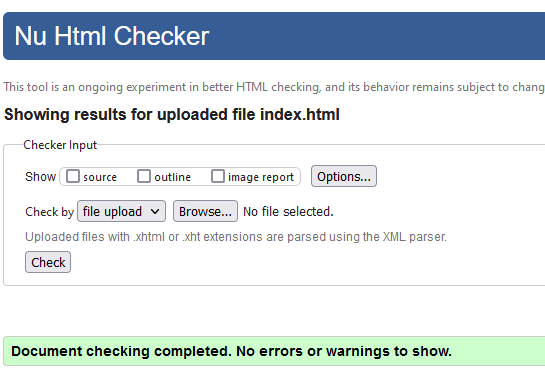 Nu Html Checker
This tool is an ongoing experiment in better HTML checking, and its behavior remains subject to chang
Showing results for uploaded file index.html
Checker Input
Show source outline image report Options...
Check by file upload Browse... No file selected.
Uploaded files with .xhtml or .xht extensions are parsed using the XML parser.
Check
Document checking completed. No errors or warnings to show.